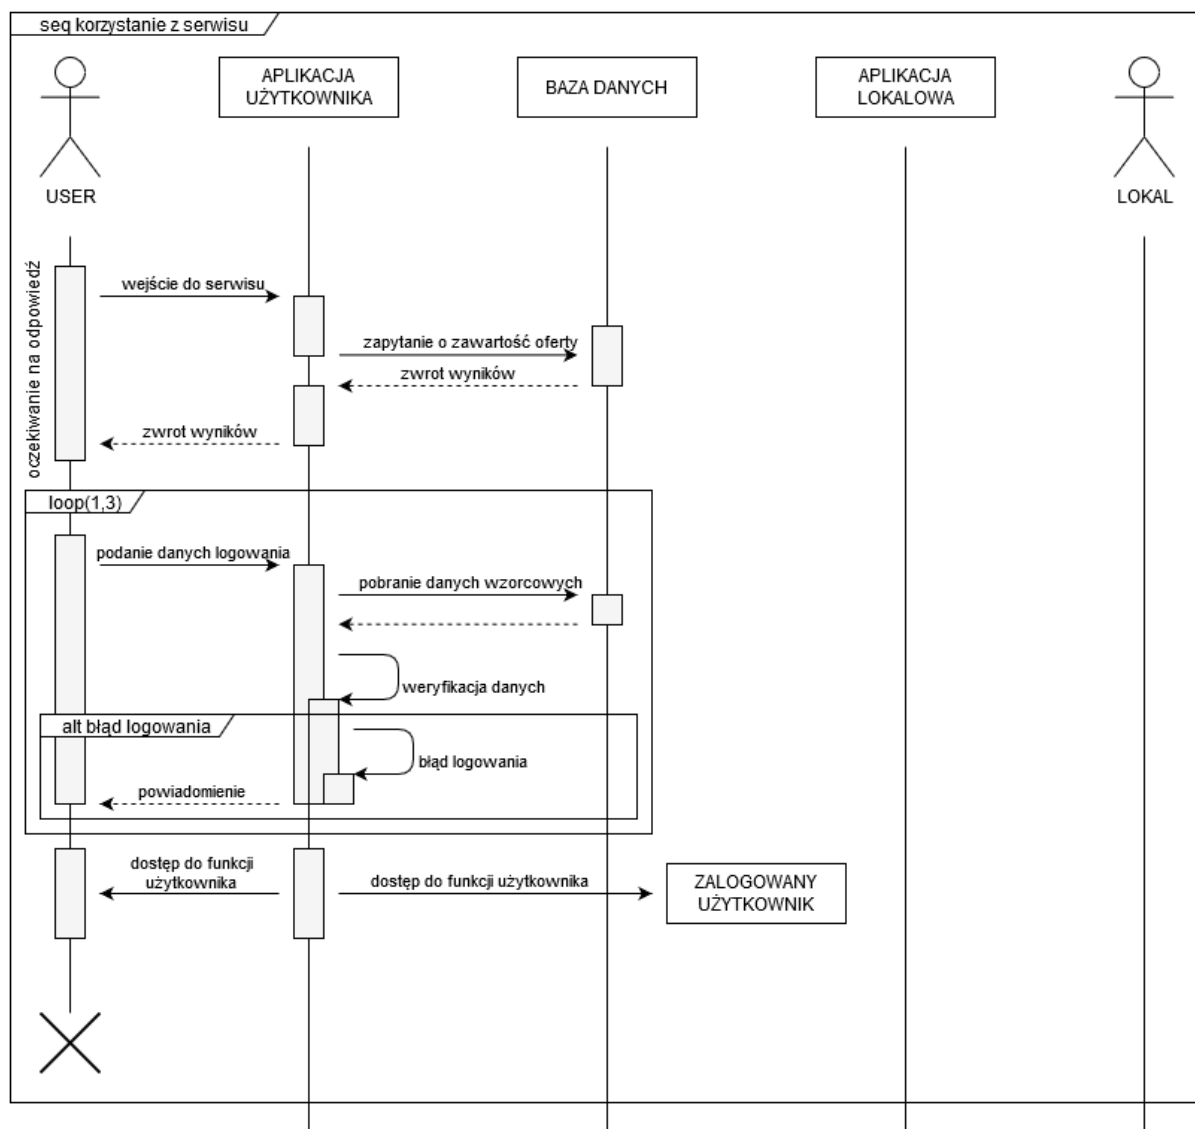 seq korzystanie z serwisu
APLIKACJA
UŻYTKOWNIKA
BAZA DANYCH
APLIKACJA
LOKALOWA
USER
LOKAL
oczekiwanie na odpowiedź
wejście do serwisu
zapytanie o zawartość oferty
zwrot wyników
zwrot wyników
loop(1,3)
podanie danych logowania
pobranie danych wzorcowych
weryfikacja danych
alt błąd logowania
błąd logowania
powiadomienie
dostęp do funkcji
użytkownika
dostęp do funkcji użytkownika
ZALOGOWANY
UŻYTKOWNIK